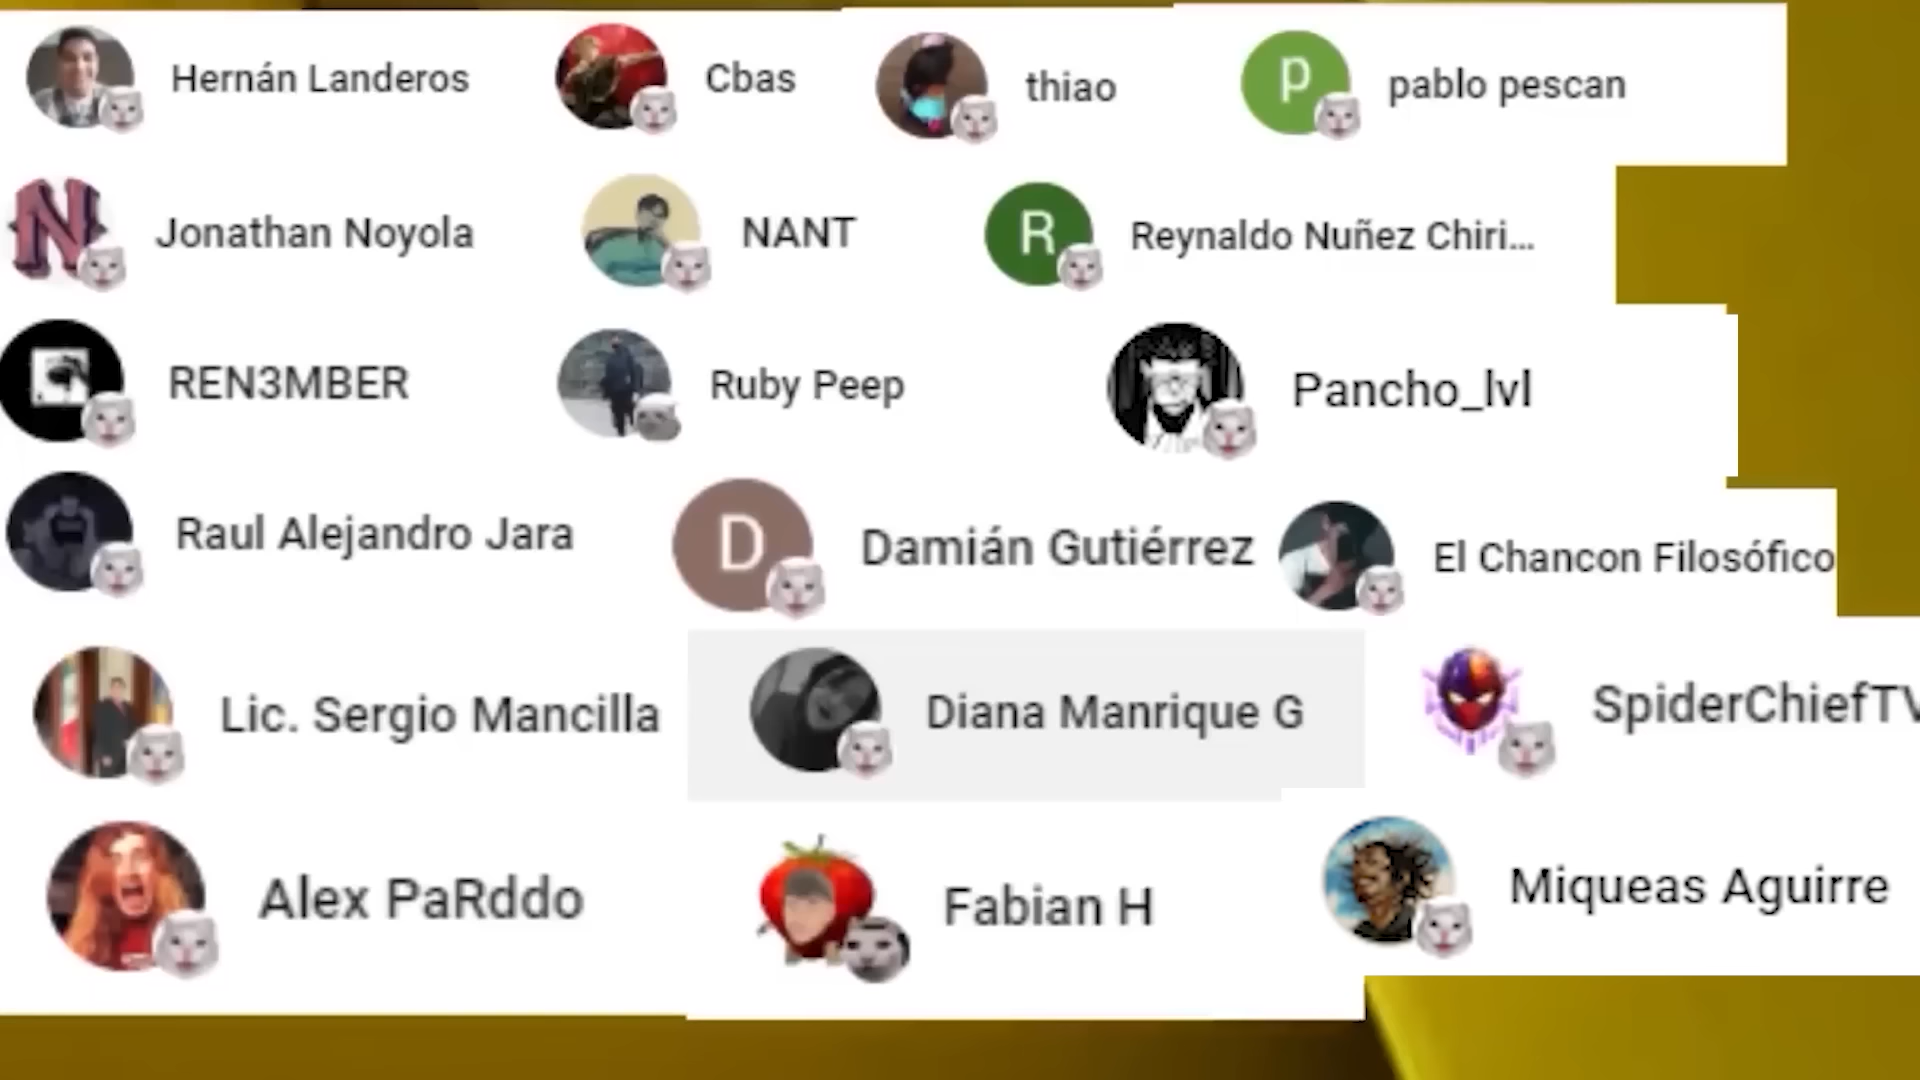 Hernán Landeros
Cbas
thiao
p
pablo pescan
N
Jonathan Noyola
NANT
R
Reynaldo Nuñez Chiri...
REN3MBER
Ruby Peep
Pancho_lvl
Raul Alejandro Jara
D
Damián Gutiérrez
El Chancon Filosófico
Lic. Sergio Mancilla
Diana Manrique G
SpiderChiefTV
Alex PaRddo
Fabian H
Miqueas Aguirre